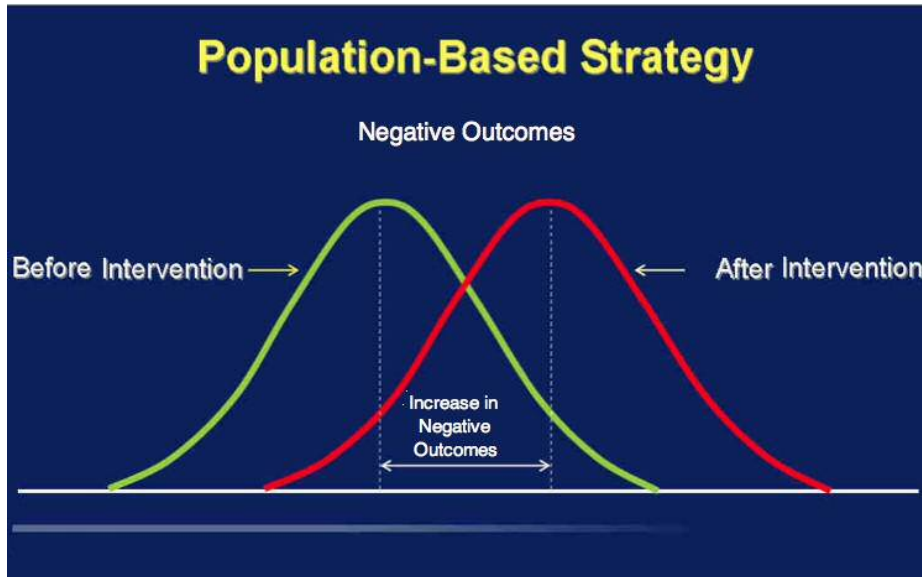 Population-Based Strategy
Negative Outcomes
Before Intervention
After Intervention
Increase in
Negative
Outcomes